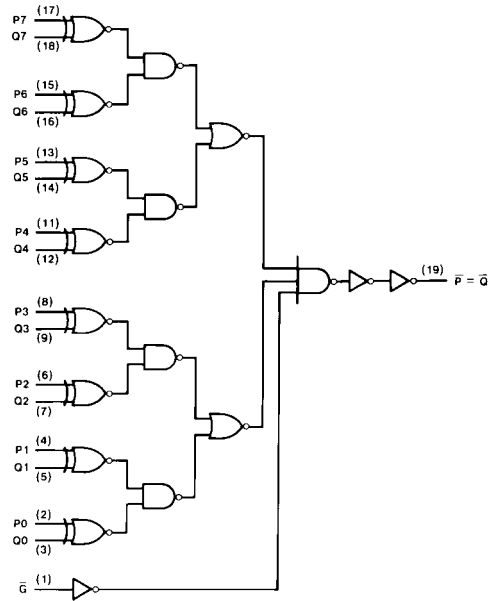 (17)
P7
Q7
(18)
(15)
P6
Q6
(16)
(13)
P5
Q5
(14)
(11)
P4
Q4
(12)
(19) P̅ = Q̅
(8)
P3
Q3
(9)
(6)
P2
Q2
(7)
(4)
P1
Q1
(5)
(2)
P0
Q0
(3)
G̅ (1)